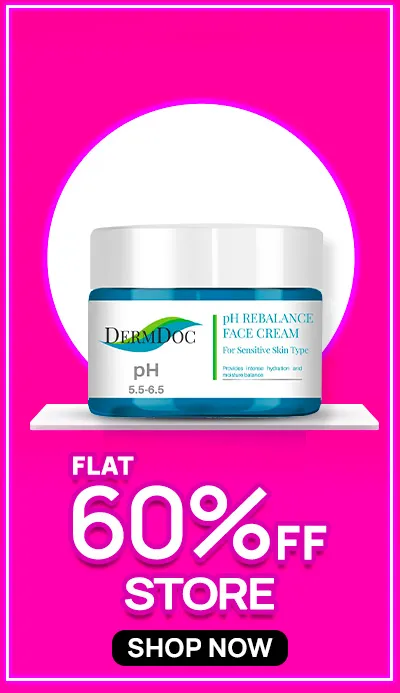 DERMDOC
pH
5.5-6.5
pH REBALANCE
FACE CREAM
For Sensitive Skin Type
Provides intense hydration and
moisture balance
FLAT
60%OFF
STORE
SHOP NOW